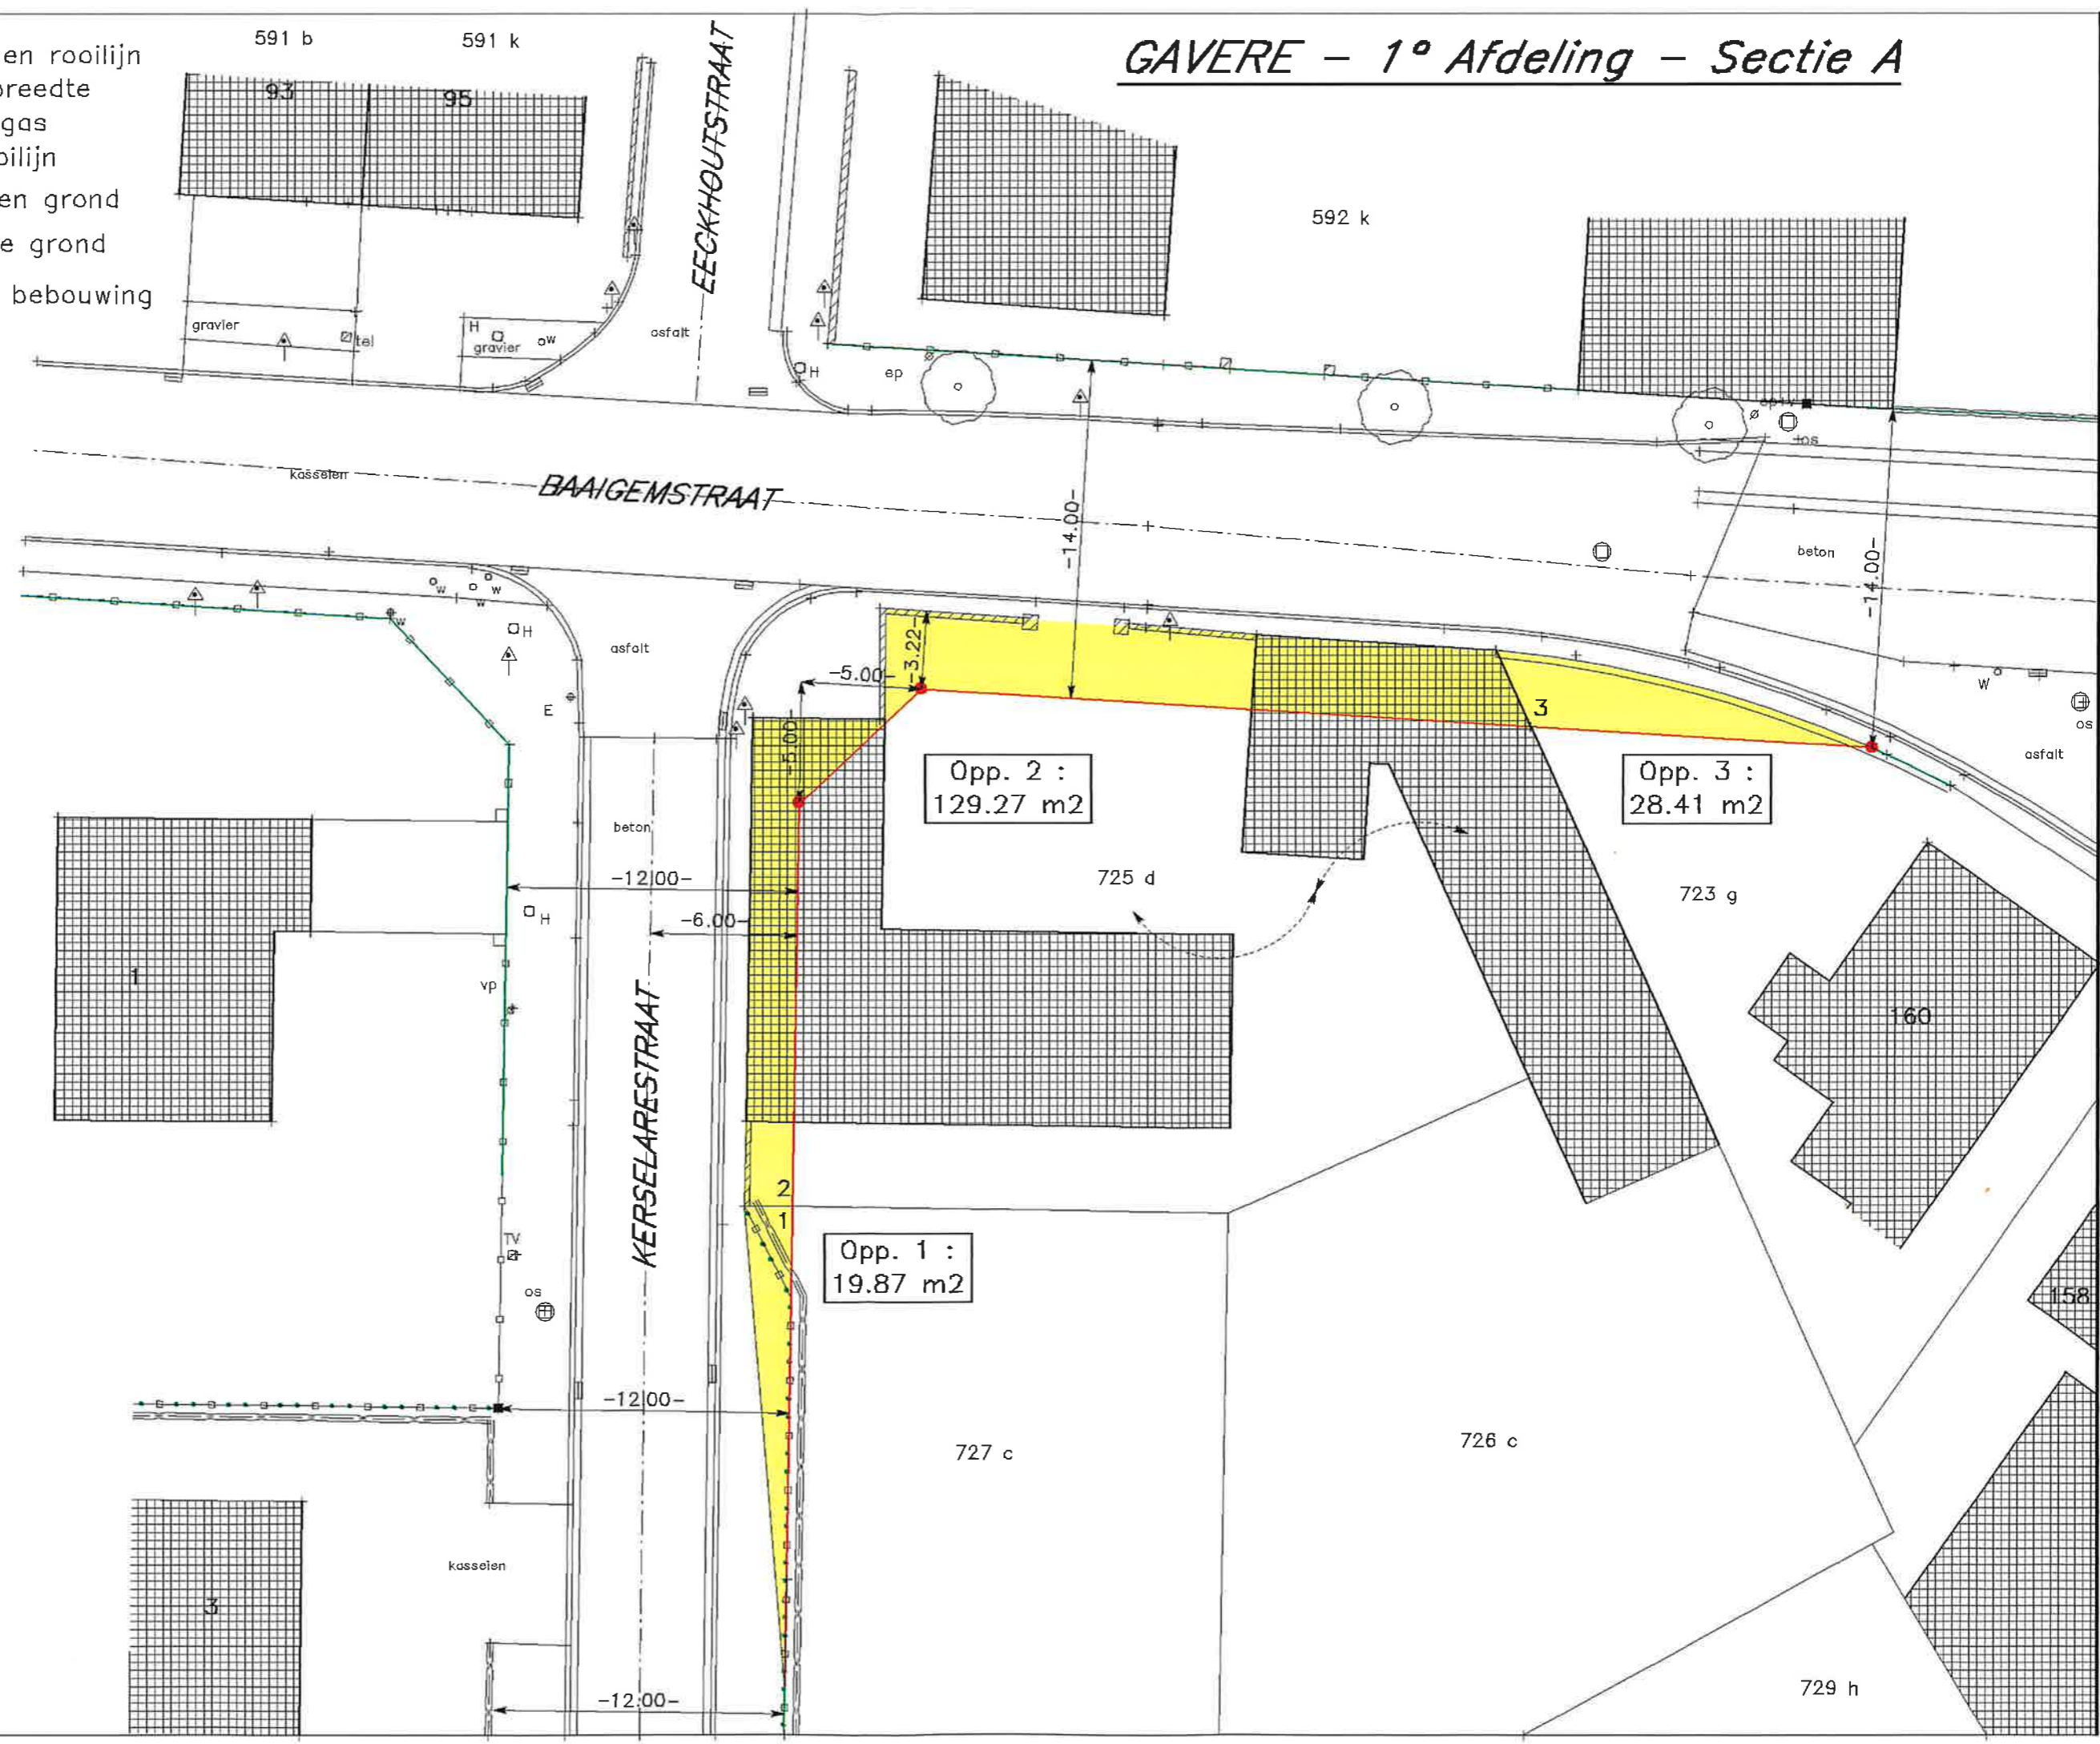 GAVERE – 1° Afdeling – Sectie A
en rooilijn
breedte
gas
oilijn
en grond
e grond
bebouwing
591 b
591 k
93
95
EECKHOUTSTRAAT
592 k
gravier
tel
H
gravier
w
asfalt
H
ep
os
kasselen
BAAIGEMSTRAAT
-14.00-
beton
-14.00-
w
w
w
w
H
asfalt
E
-5.00-
-3.22-
-5.00-
3
W
os
asfalt
Opp. 2 :
129.27 m2
Opp. 3 :
28.41 m2
beton
-12.00-
H
-6.00-
725 d
723 g
1
vp
KERSELARESTRAAT
160
2
1
TV
os
Opp. 1 :
19.87 m2
158
-12.00-
727 c
726 c
kasselen
3
-12.00-
729 h